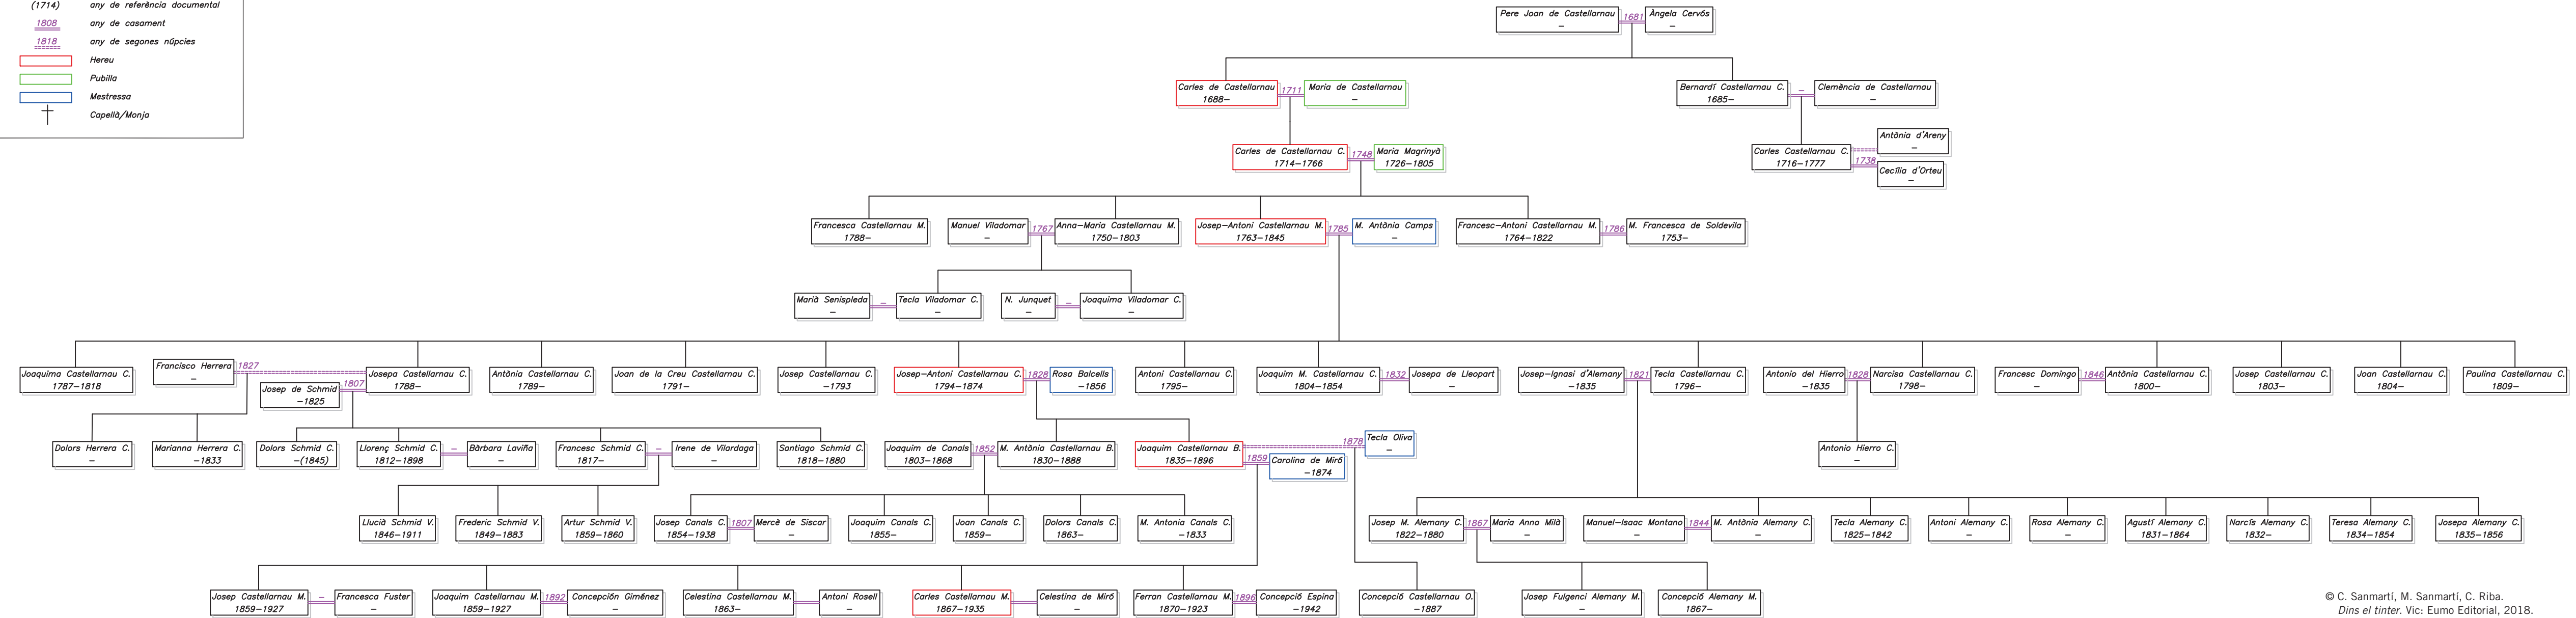 (1714) any de referència documental
1808 any de casament
1818 any de segones núpcies
Hereu
Pubilla
Mestressa
Capellà/Monja
Pere Joan de Castellarnau
–
1681
Àngela Cervós
–
Carles de Castellarnau
1688–
1711
Maria de Castellarnau
–
Bernardí Castellarnau C.
1685–
–
Clemència de Castellarnau
–
Carles de Castellarnau C.
1714–1766
1748
Maria Magrinyà
1726–1805
Carles Castellarnau C.
1716–1777
Antònia d'Areny
–
1738
Cecília d'Orteu
–
Francesca Castellarnau M.
1788–
Manuel Viladomar
–
1767
Anna–Maria Castellarnau M.
1750–1803
Josep–Antoni Castellarnau M.
1763–1845
1785
M. Antònia Camps
–
Francesc–Antoni Castellarnau M.
1764–1822
1786
M. Francesca de Soldevila
1753–
Marià Senispleda
–
–
Tecla Viladomar C.
–
N. Junquet
–
–
Joaquima Viladomar C.
–
Joaquima Castellarnau C.
1787–1818
Francisco Herrera
–
1827
Josep de Schmid
–1825
1807
Josepa Castellarnau C.
1788–
Antònia Castellarnau C.
1789–
Joan de la Creu Castellarnau C.
1791–
Josep Castellarnau C.
–1793
Josep–Antoni Castellarnau C.
1794–1874
1828
Rosa Balcells
–1856
Antoni Castellarnau C.
1795–
Joaquim M. Castellarnau C.
1804–1854
1832
Josepa de Lleopart
–
Josep–Ignasi d'Alemany
–1835
1821
Tecla Castellarnau C.
1796–
Antonio del Hierro
–1835
1828
Narcisa Castellarnau C.
1798–
Francesc Domingo
–
1846
Antònia Castellarnau C.
1800–
Josep Castellarnau C.
1803–
Joan Castellarnau C.
1804–
Paulina Castellarnau C.
1809–
Dolors Herrera C.
–
Marianna Herrera C.
–1833
Dolors Schmid C.
–(1845)
Llorenç Schmid C.
1812–1898
–
Bàrbara Laviña
–
Francesc Schmid C.
1817–
–
Irene de Vilardaga
–
Santiago Schmid C.
1818–1880
Joaquim de Canals
1803–1868
1852
M. Antònia Castellarnau B.
1830–1888
Joaquim Castellarnau B.
1835–1896
1878
Tecla Oliva
–
1859
Carolina de Miró
–1874
Antonio Hierro C.
–
Llucià Schmid V.
1846–1911
Frederic Schmid V.
1849–1883
Artur Schmid V.
1859–1860
Josep Canals C.
1854–1938
1807
Mercè de Siscar
–
Joaquim Canals C.
1855–
Joan Canals C.
1859–
Dolors Canals C.
1863–
M. Antonia Canals C.
–1833
Josep M. Alemany C.
1822–1880
1867
Maria Anna Milà
–
Manuel–Isaac Montano
–
1844
M. Antònia Alemany C.
–
Tecla Alemany C.
1825–1842
Antoni Alemany C.
–
Rosa Alemany C.
–
Agustí Alemany C.
1831–1864
Narcís Alemany C.
1832–
Teresa Alemany C.
1834–1854
Josepa Alemany C.
1835–1856
Josep Castellarnau M.
1859–1927
–
Francesca Fuster
–
Joaquim Castellarnau M.
1859–1927
1892
Concepción Giménez
–
Celestina Castellarnau M.
1863–
Antoni Rosell
–
Carles Castellarnau M.
1867–1935
Celestina de Miró
–
Ferran Castellarnau M.
1870–1923
1896
Concepció Espina
–1942
Concepció Castellarnau O.
–1887
Josep Fulgenci Alemany M.
–
Concepció Alemany M.
1867–
© C. Sanmartí, M. Sanmartí, C. Riba.
Dins el tinter. Vic: Eumo Editorial, 2018.